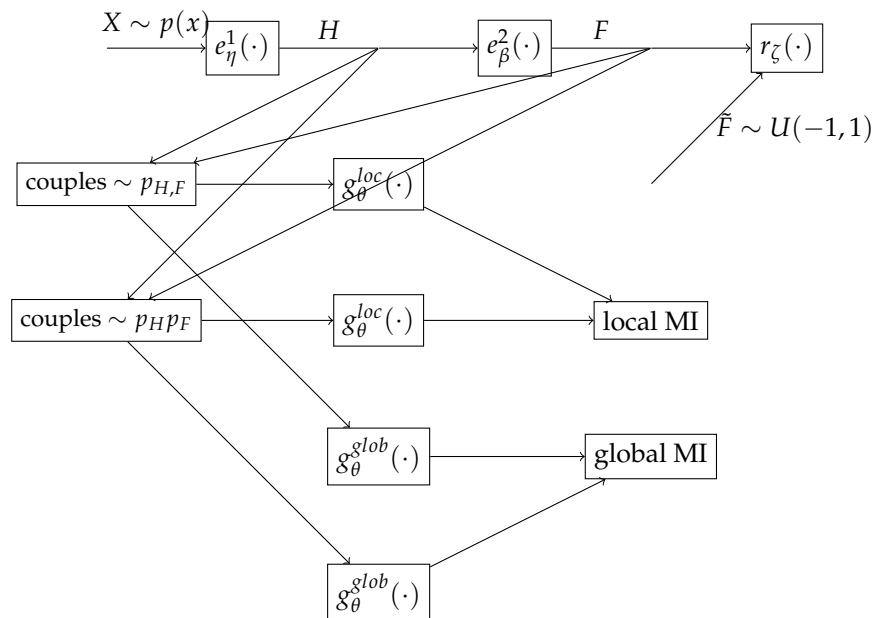 X ∼ p(x)
e¹_η(·)
H
e²_β(·)
F
r_ζ(·)
F̃ ∼ U(−1, 1)
couples ∼ p_{H,F}
g^{loc}_θ(·)
couples ∼ p_H p_F
g^{loc}_θ(·)
local MI
g^{glob}_θ(·)
global MI
g^{glob}_θ(·)